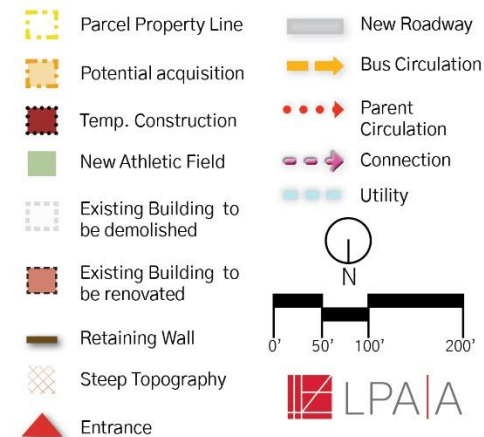 Parcel Property Line
Potential acquisition
Temp. Construction
New Athletic Field
Existing Building to
be demolished
Existing Building to
be renovated
Retaining Wall
Steep Topography
Entrance
New Roadway
Bus Circulation
Parent
Circulation
Connection
Utility
N
0' 50' 100' 200'
LPA|A